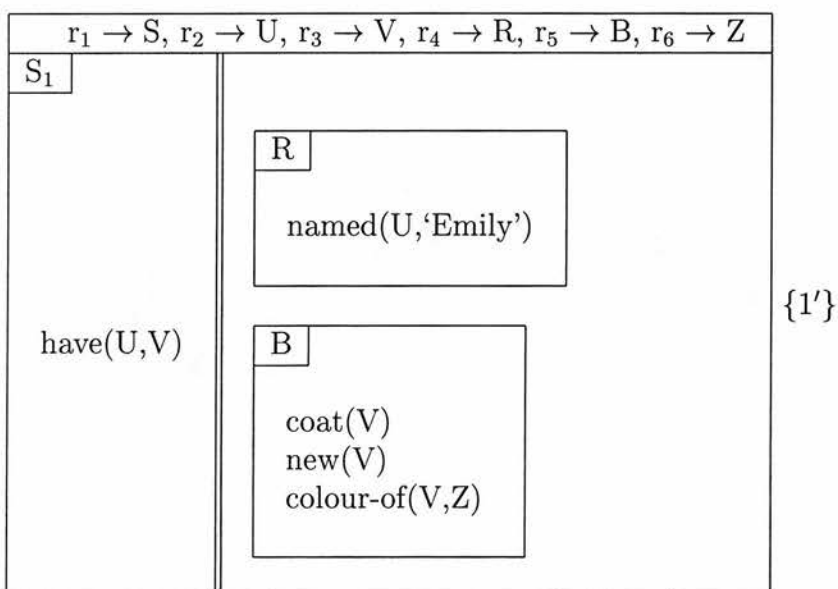 r₁ → S, r₂ → U, r₃ → V, r₄ → R, r₅ → B, r₆ → Z
S₁
R
named(U,‘Emily’)
{1′}
have(U,V)
B
coat(V)
new(V)
colour-of(V,Z)